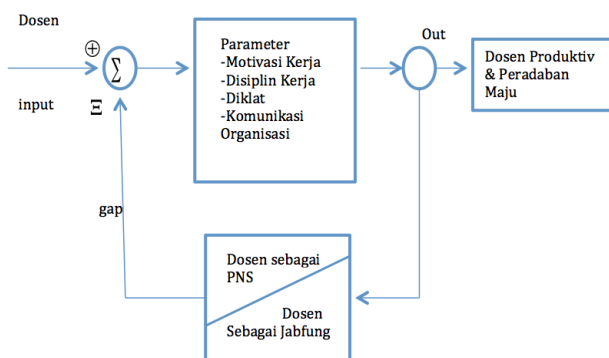 Dosen
input
⊕
∑
Ξ
gap
Parameter
-Motivasi Kerja
-Disiplin Kerja
-Diklat
-Komunikasi
Organisasi
Out
Dosen Produktiv
& Peradaban
Maju
Dosen sebagai
PNS
Dosen
Sebagai Jabfung